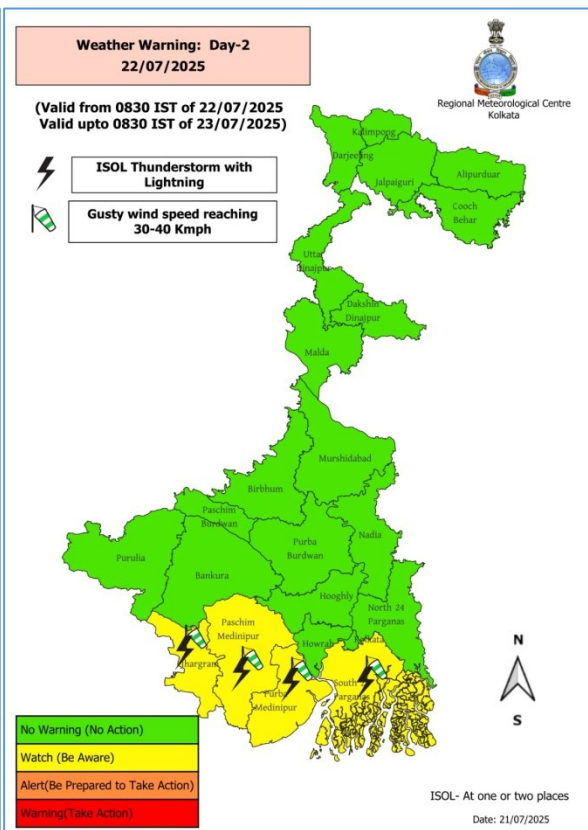 Weather Warning: Day-2
22/07/2025
Regional Meteorological Centre
Kolkata
(Valid from 0830 IST of 22/07/2025
Valid upto 0830 IST of 23/07/2025)
ISOL Thunderstorm with
Lightning
Gusty wind speed reaching
30-40 Kmph
Kalimpong
Darjeeling
Jalpaiguri
Alipurduar
Cooch
Behar
Uttar
Dinajpur
Dakshin
Dinajpur
Malda
Murshidabad
Birbhum
Paschim
Burdwan
Purba
Burdwan
Nadia
Purulia
Bankura
Hooghly
North 24
Parganas
Paschim
Medinipur
Howrah
Kolkata
Jhargram
South 24
Parganas
Purba
Medinipur
N
S
No Warning (No Action)
Watch (Be Aware)
Alert(Be Prepared to Take Action)
Warning(Take Action)
ISOL- At one or two places
Date: 21/07/2025